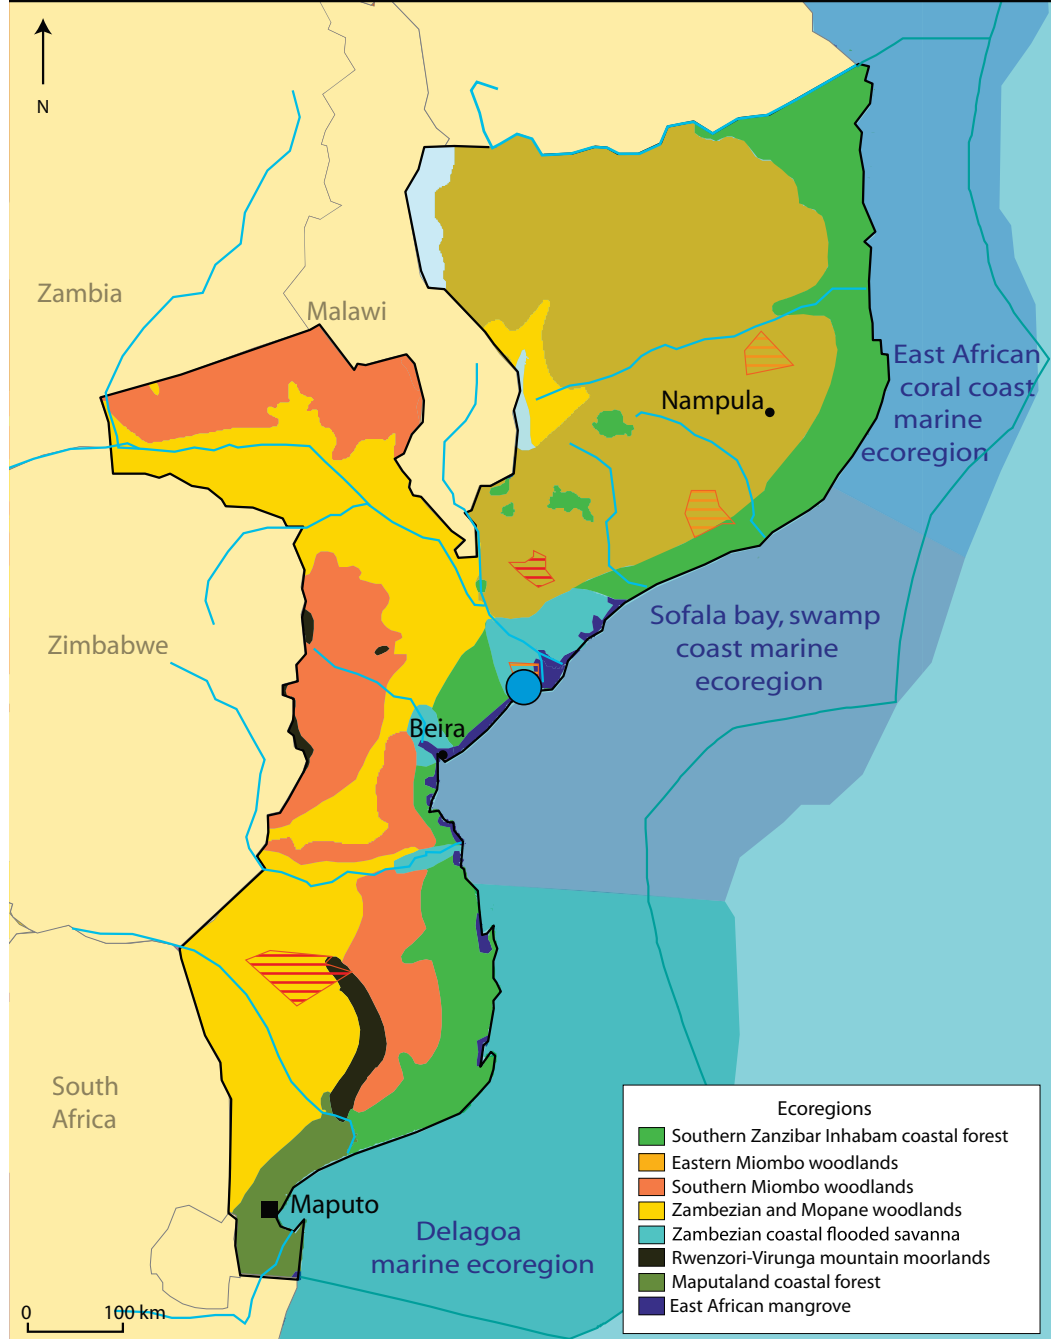 N
Zambia
Malawi
East African
coral coast
marine
ecoregion
Nampula
Zimbabwe
Sofala bay, swamp
coast marine
ecoregion
Beira
South
Africa
Maputo
Delagoa
marine ecoregion
Ecoregions
Southern Zanzibar Inhabam coastal forest
Eastern Miombo woodlands
Southern Miombo woodlands
Zambezian and Mopane woodlands
Zambezian coastal flooded savanna
Rwenzori-Virunga mountain moorlands
Maputaland coastal forest
East African mangrove
0 100 km